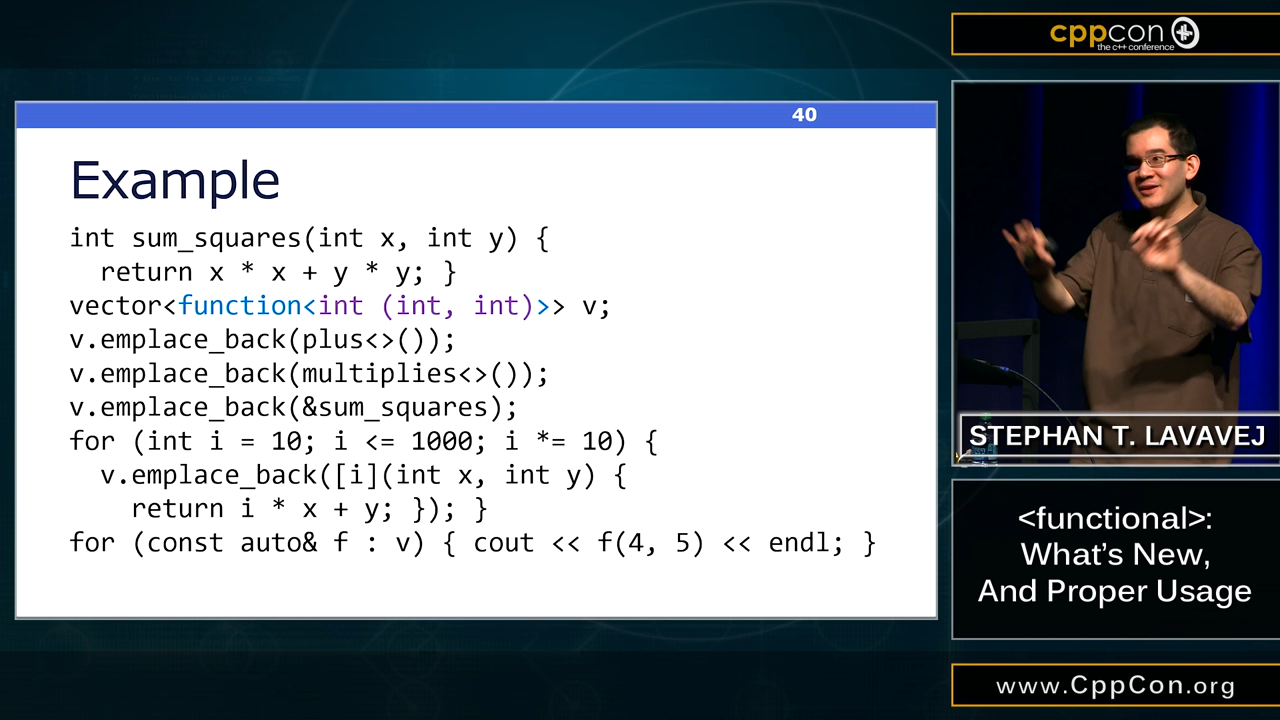 40
Example
int sum_squares(int x, int y) {
  return x * x + y * y; }
vector<function<int (int, int)>> v;
v.emplace_back(plus<>());
v.emplace_back(multiplies<>());
v.emplace_back(&sum_squares);
for (int i = 10; i <= 1000; i *= 10) {
  v.emplace_back([i](int x, int y) {
    return i * x + y; }); }
for (const auto& f : v) { cout << f(4, 5) << endl; }
cppcon
the c++ conference
STEPHAN T. LAVAVEJ
<functional>:
What's New,
And Proper Usage
www.CppCon.org